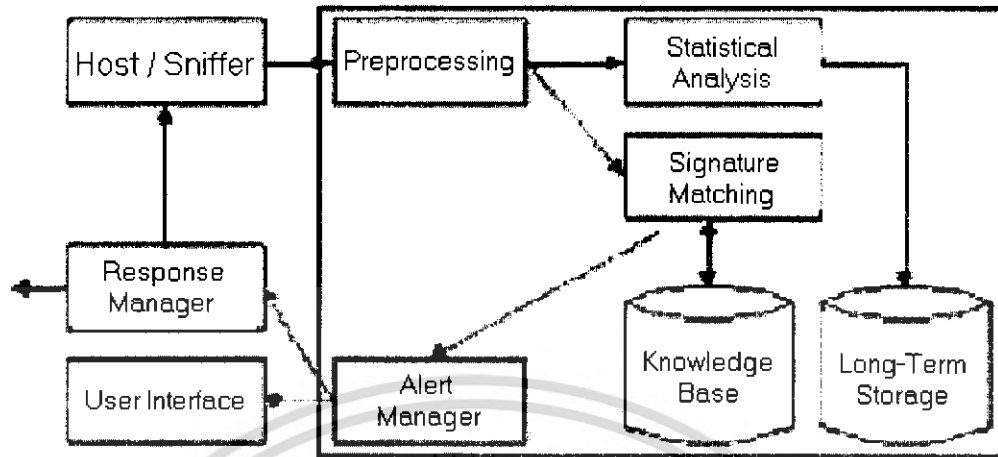 Host / Sniffer
Preprocessing
Statistical
Analysis
Signature
Matching
Response
Manager
User Interface
Alert
Manager
Knowledge
Base
Long-Term
Storage